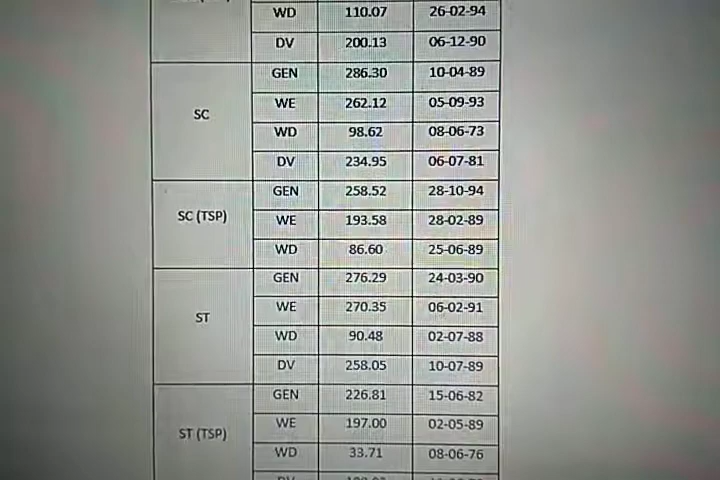 WD 110.07 26-02-94
DV 200.13 06-12-90
SC
GEN 286.30 10-04-89
WE 262.12 05-09-93
WD 98.62 08-06-73
DV 234.95 06-07-81
SC (TSP)
GEN 258.52 28-10-94
WE 193.58 28-02-89
WD 86.60 25-06-89
ST
GEN 276.29 24-03-90
WE 270.35 06-02-91
WD 90.48 02-07-88
DV 258.05 10-07-89
ST (TSP)
GEN 226.81 15-06-82
WE 197.00 02-05-89
WD 33.71 08-06-76